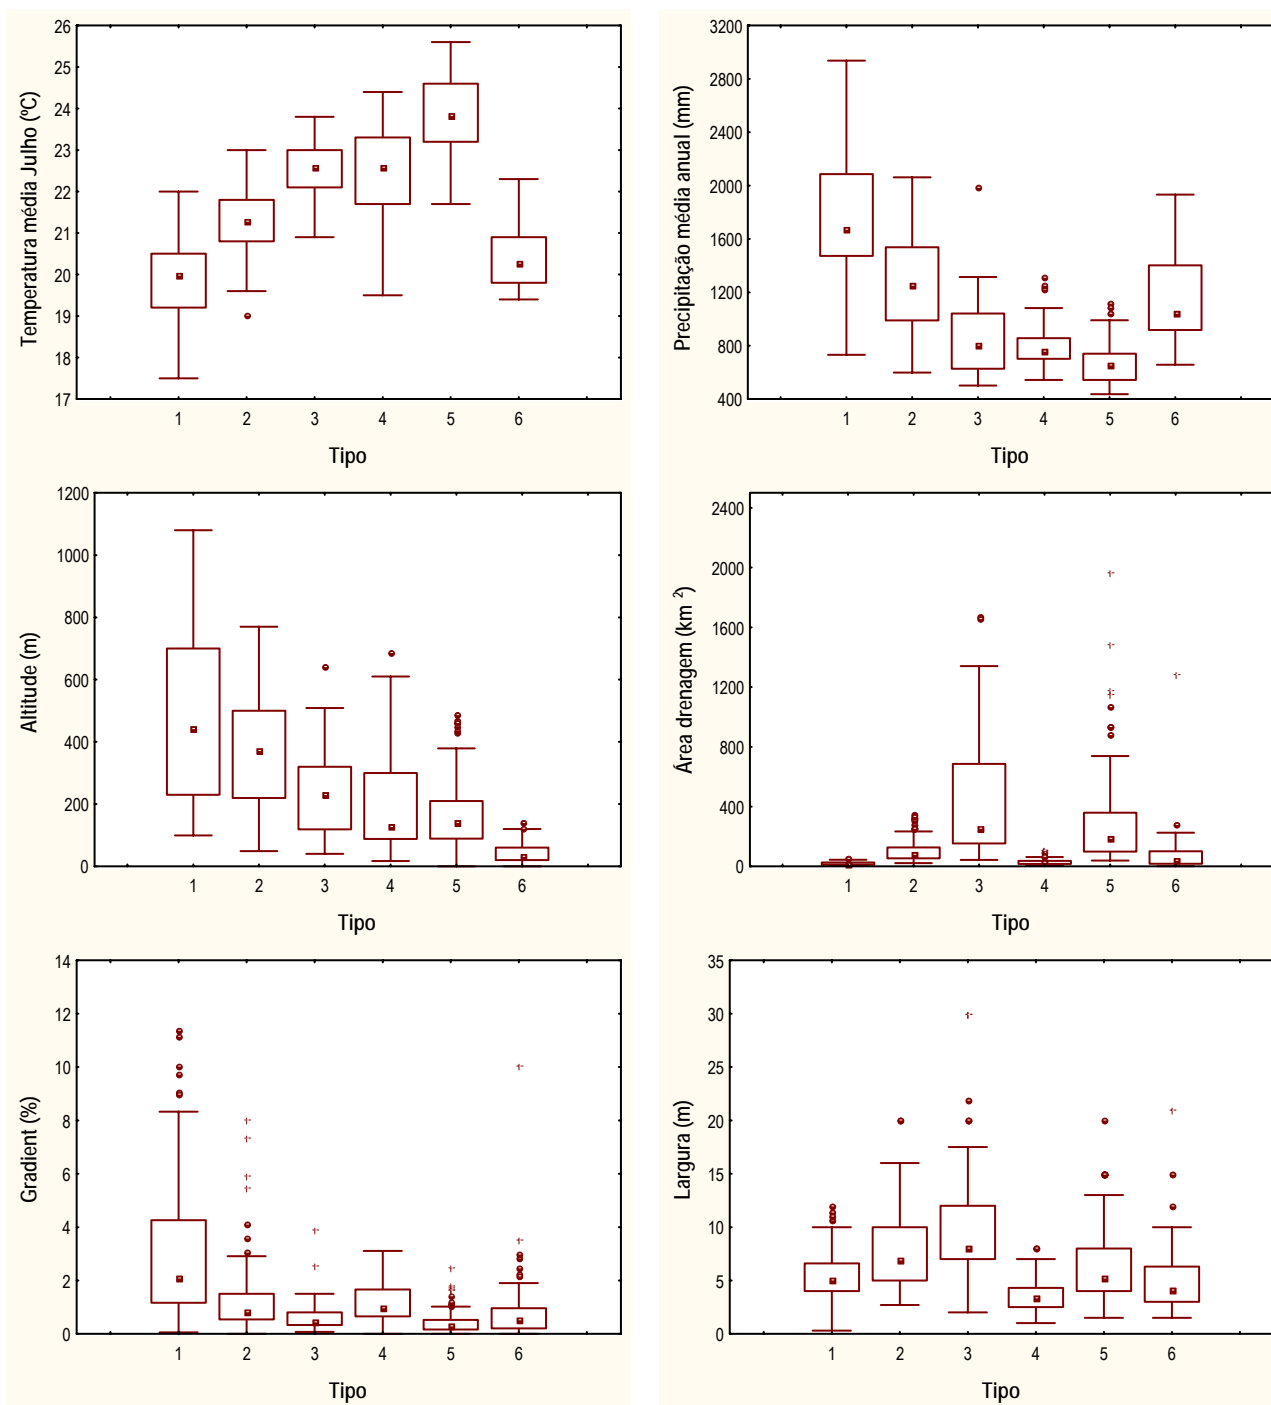 Temperatura média Julho (ºC)
26
25
24
23
22
21
20
19
18
17
1 2 3 4 5 6
Tipo
Precipitação média anual (mm)
3200
2800
2400
2000
1600
1200
800
400
1 2 3 4 5 6
Tipo
Altitude (m)
1200
1000
800
600
400
200
0
1 2 3 4 5 6
Tipo
Área drenagem (km 2)
2400
2000
1600
1200
800
400
0
1 2 3 4 5 6
Tipo
Gradient (%)
14
12
10
8
6
4
2
0
1 2 3 4 5 6
Tipo
Largura (m)
35
30
25
20
15
10
5
0
1 2 3 4 5 6
Tipo